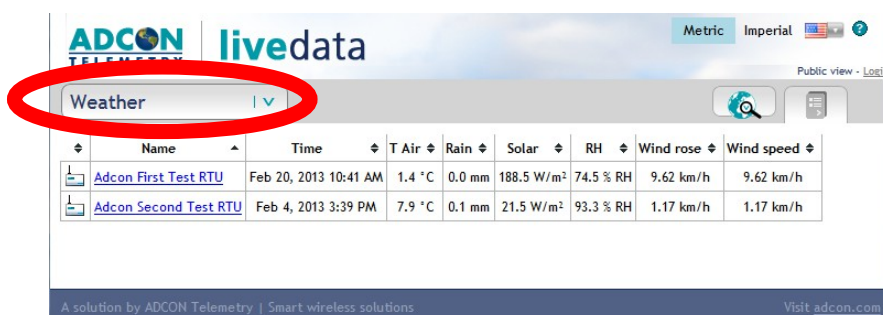 ADCON livedata Metric Imperial
TELEMETRY
Public view - Logi
Weather
Name Time T Air Rain Solar RH Wind rose Wind speed
Adcon First Test RTU Feb 20, 2013 10:41 AM 1.4 °C 0.0 mm 188.5 W/m² 74.5 % RH 9.62 km/h 9.62 km/h
Adcon Second Test RTU Feb 4, 2013 3:39 PM 7.9 °C 0.1 mm 21.5 W/m² 93.3 % RH 1.17 km/h 1.17 km/h
A solution by ADCON Telemetry | Smart wireless solutions Visit adcon.com